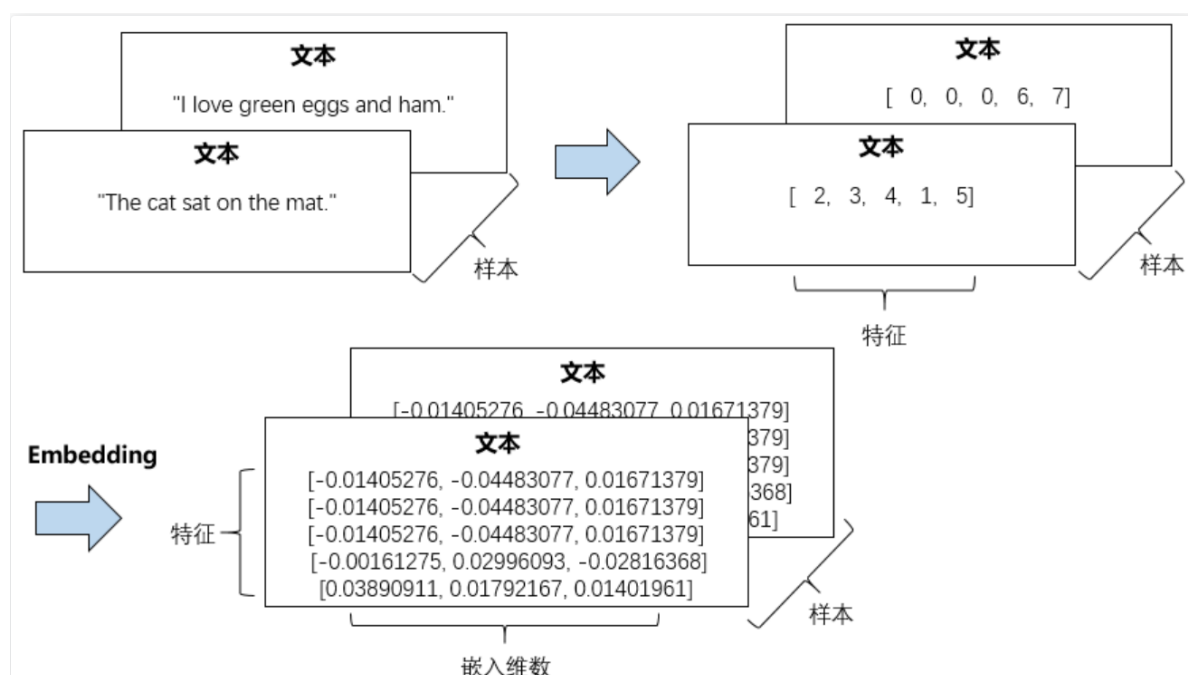 文本
"I love green eggs and ham."
文本
"The cat sat on the mat."
样本
文本
[ 0, 0, 0, 6, 7]
文本
[ 2, 3, 4, 1, 5]
样本
特征
Embedding
文本
[-0.01405276, -0.04483077, 0.01671379]
379]
379]
368]
61]
文本
[-0.01405276, -0.04483077, 0.01671379]
[-0.01405276, -0.04483077, 0.01671379]
[-0.01405276, -0.04483077, 0.01671379]
[-0.00161275, 0.02996093, -0.02816368]
[0.03890911, 0.01792167, 0.01401961]
特征
样本
嵌入维数